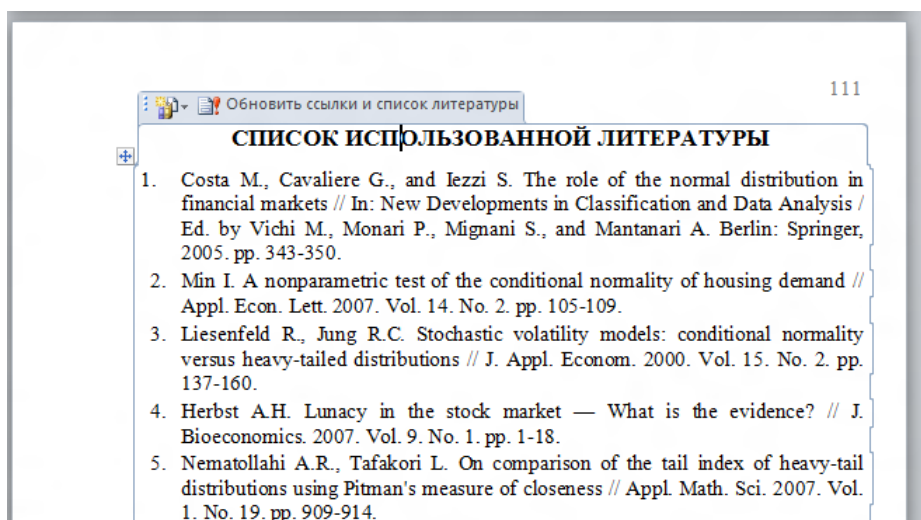 111
Обновить ссылки и список литературы
СПИСОК ИСПОЛЬЗОВАННОЙ ЛИТЕРАТУРЫ
1. Costa M., Cavaliere G., and Iezzi S. The role of the normal distribution in
financial markets // In: New Developments in Classification and Data Analysis /
Ed. by Vichi M., Monari P., Mignani S., and Mantanari A. Berlin: Springer,
2005. pp. 343-350.
2. Min I. A nonparametric test of the conditional normality of housing demand //
Appl. Econ. Lett. 2007. Vol. 14. No. 2. pp. 105-109.
3. Liesenfeld R., Jung R.C. Stochastic volatility models: conditional normality
versus heavy-tailed distributions // J. Appl. Econom. 2000. Vol. 15. No. 2. pp.
137-160.
4. Herbst A.H. Lunacy in the stock market — What is the evidence? // J.
Bioeconomics. 2007. Vol. 9. No. 1. pp. 1-18.
5. Nematollahi A.R., Tafakori L. On comparison of the tail index of heavy-tail
distributions using Pitman's measure of closeness // Appl. Math. Sci. 2007. Vol.
1. No. 19. pp. 909-914.